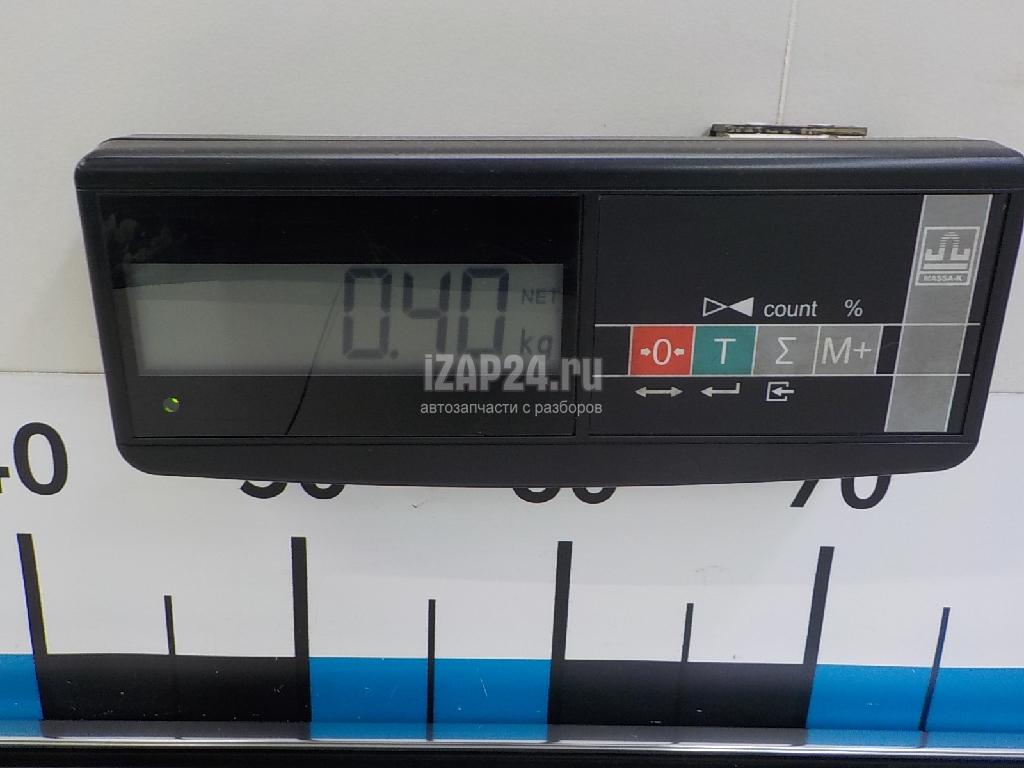 0.40 NET
kg
MASSA-K
count %
→0← T Σ M+
iZAP24.ru
автозапчасти с разборов
40 50 60 70